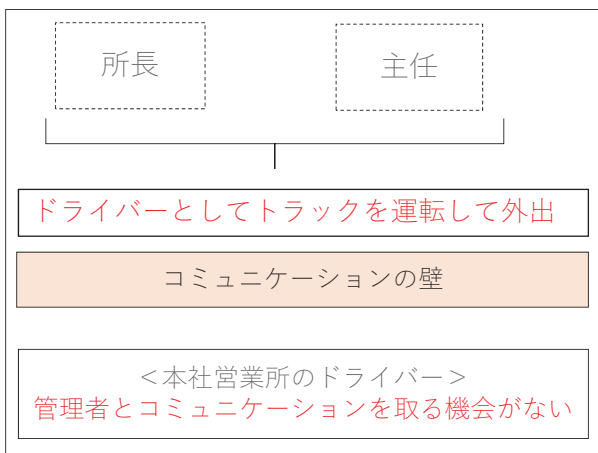 所長
主任
ドライバーとしてトラックを運転して外出
コミュニケーションの壁
＜本社営業所のドライバー＞
管理者とコミュニケーションを取る機会がない